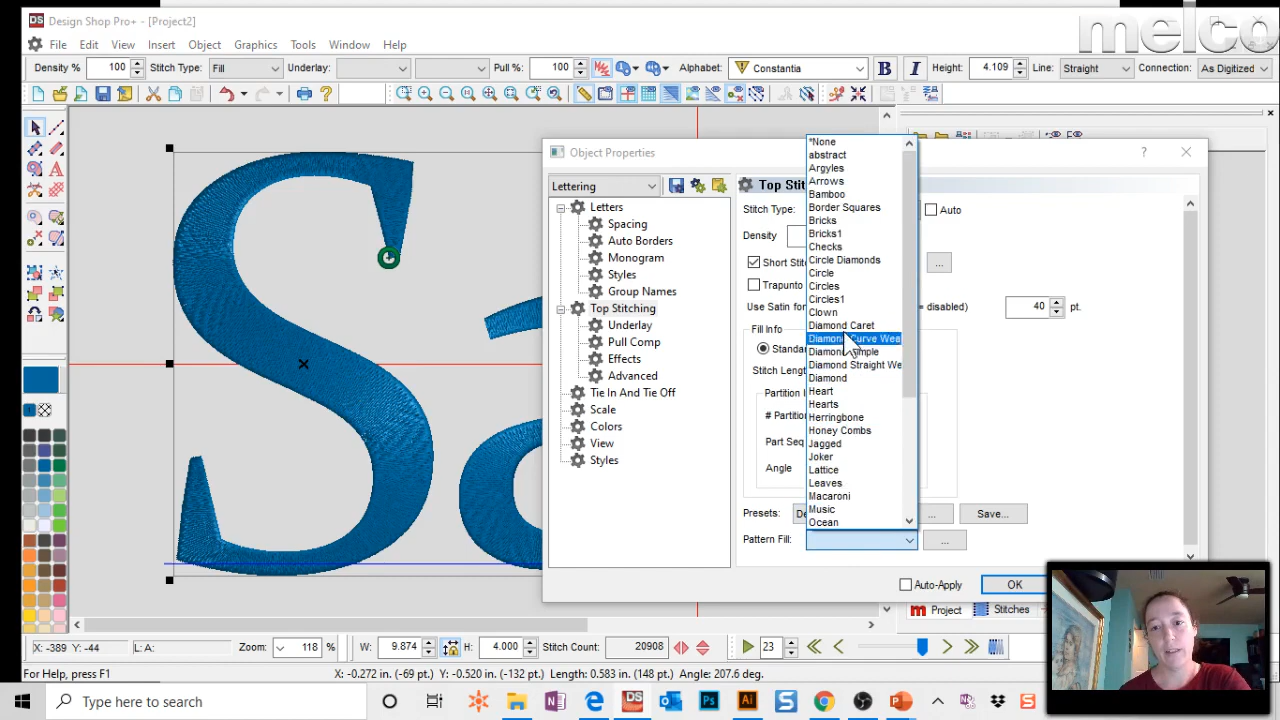 melco
DS Design Shop Pro+ - [Project2]
File Edit View Insert Object Graphics Tools Window Help
Density % 100 Stitch Type: Fill Underlay: Pull %: 100 Alphabet: Constantia B I Height: 4.109 Line: Straight Connection: As Digitized
Object Properties ?
Lettering
Letters
Spacing
Auto Borders
Monogram
Styles
Group Names
Top Stitching
Underlay
Pull Comp
Effects
Advanced
Tie In And Tie Off
Scale
Colors
View
Styles
Top Stit
Stitch Type: Auto
Density
Short Stit ...
Trapunto
Use Satin for = disabled) 40 pt.
Fill Info
Standa
Stitch Leng
Partition
# Partition
Part Seq
Angle
Presets: De ... Save...
Pattern Fill: ...
*None
abstract
Argyles
Arrows
Bamboo
Border Squares
Bricks
Bricks1
Checks
Circle Diamonds
Circle
Circles
Circles1
Clown
Diamond Caret
Diamond Curve Wea
Diamond Simple
Diamond Straight We
Diamond
Heart
Hearts
Herringbone
Honey Combs
Jagged
Joker
Lattice
Leaves
Macaroni
Music
Ocean
Auto-Apply OK
Project Stitches
Sa
X: -389 Y: -44 L: A: Zoom: 118 % W: 9.874 H: 4.000 Stitch Count: 20908 23
For Help, press F1 X: -0.272 in (-69 pt), Y: -0.520 in (-132 pt), Length: 0.583 in (148 pt), Angle: 207.6 deg.
Type here to search